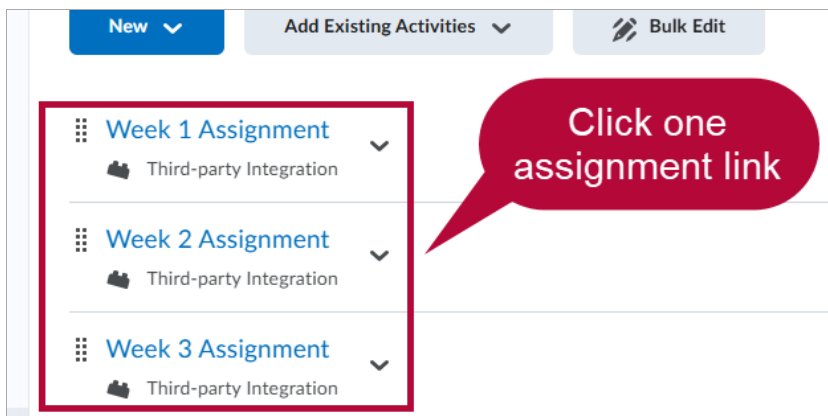 New
Add Existing Activities
Bulk Edit
Week 1 Assignment
Third-party Integration
Click one
assignment link
Week 2 Assignment
Third-party Integration
Week 3 Assignment
Third-party Integration